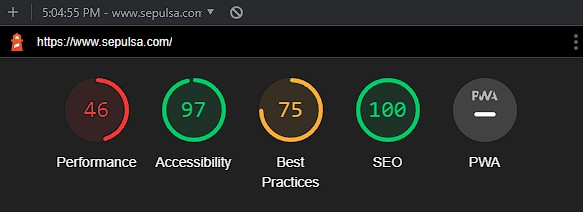 5:04:55 PM - www.sepulsa.com
https://www.sepulsa.com/
46 97 75 100 PWA
Performance Accessibility Best Practices SEO PWA